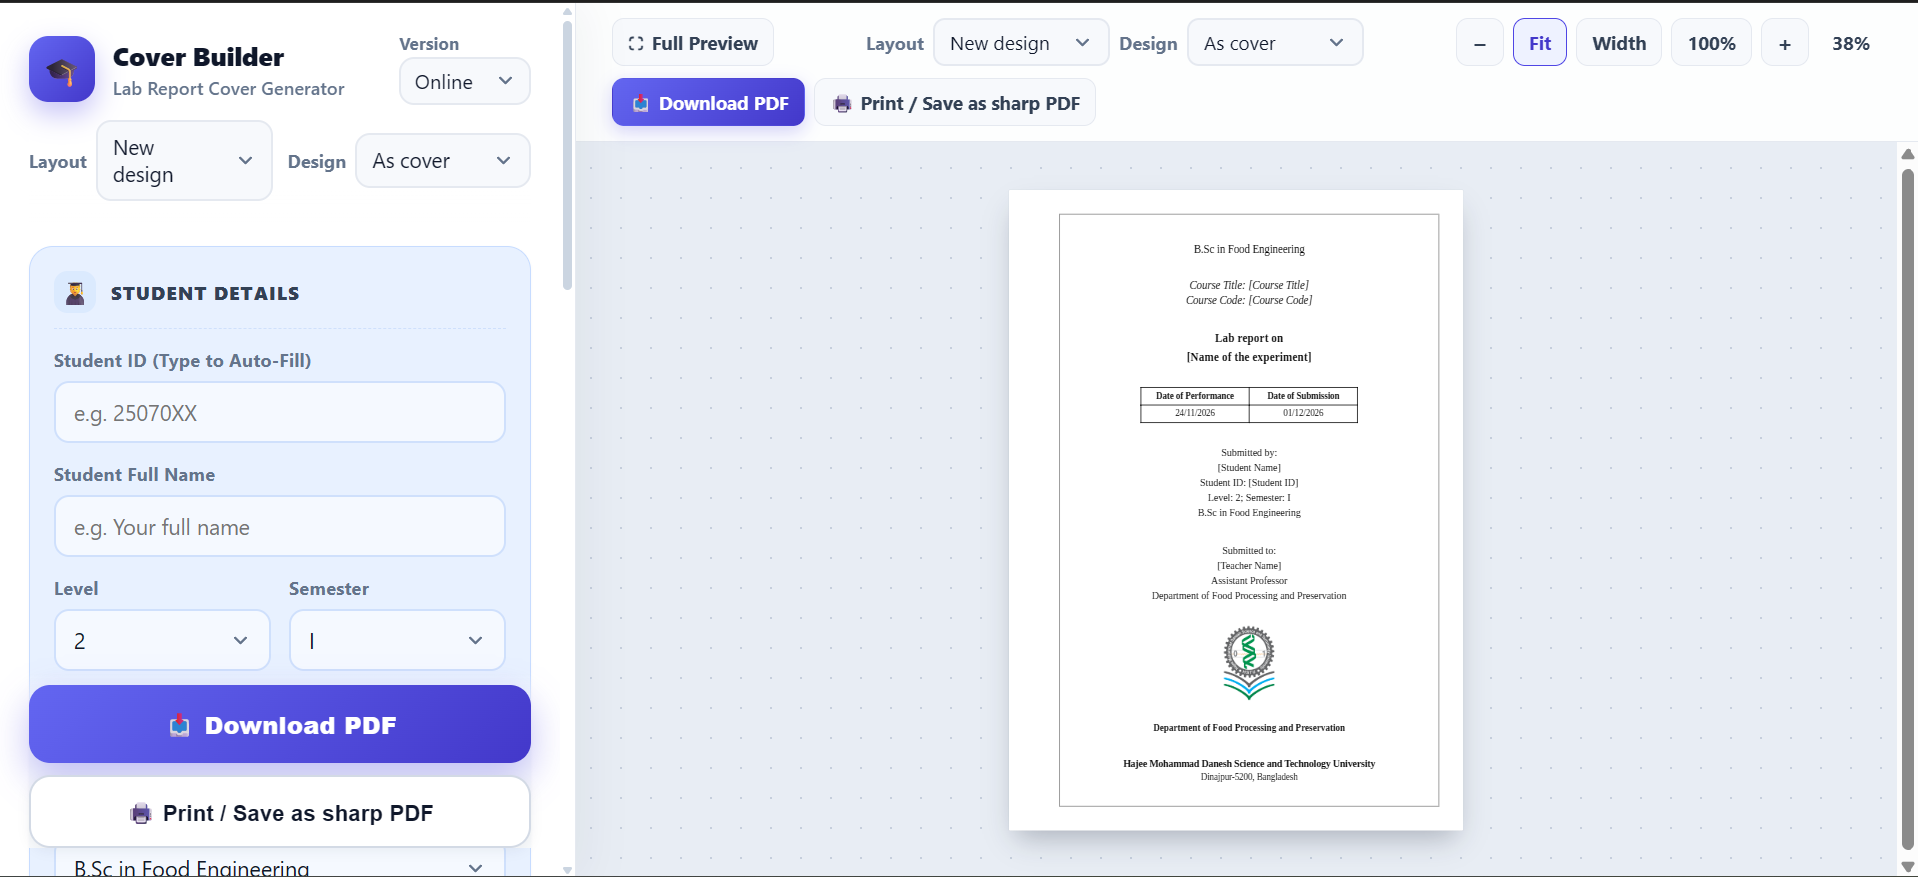 Cover Builder
Lab Report Cover Generator
Version
Online
Layout
New design
Design
As cover
STUDENT DETAILS
Student ID (Type to Auto-Fill)
e.g. 25070XX
Student Full Name
e.g. Your full name
Level
Semester
2
I
Download PDF
Print / Save as sharp PDF
B.Sc in Food Engineering
Full Preview
Layout
New design
Design
As cover
–
Fit
Width
100%
+
38%
Download PDF
Print / Save as sharp PDF
B.Sc in Food Engineering
Course Title: [Course Title]
Course Code: [Course Code]
Lab report on
[Name of the experiment]
Date of Performance
Date of Submission
24/11/2026
01/12/2026
Submitted by:
[Student Name]
Student ID: [Student ID]
Level: 2; Semester: I
B.Sc in Food Engineering
Submitted to:
[Teacher Name]
Assistant Professor
Department of Food Processing and Preservation
Department of Food Processing and Preservation
Hajee Mohammad Danesh Science and Technology University
Dinajpur-5200, Bangladesh